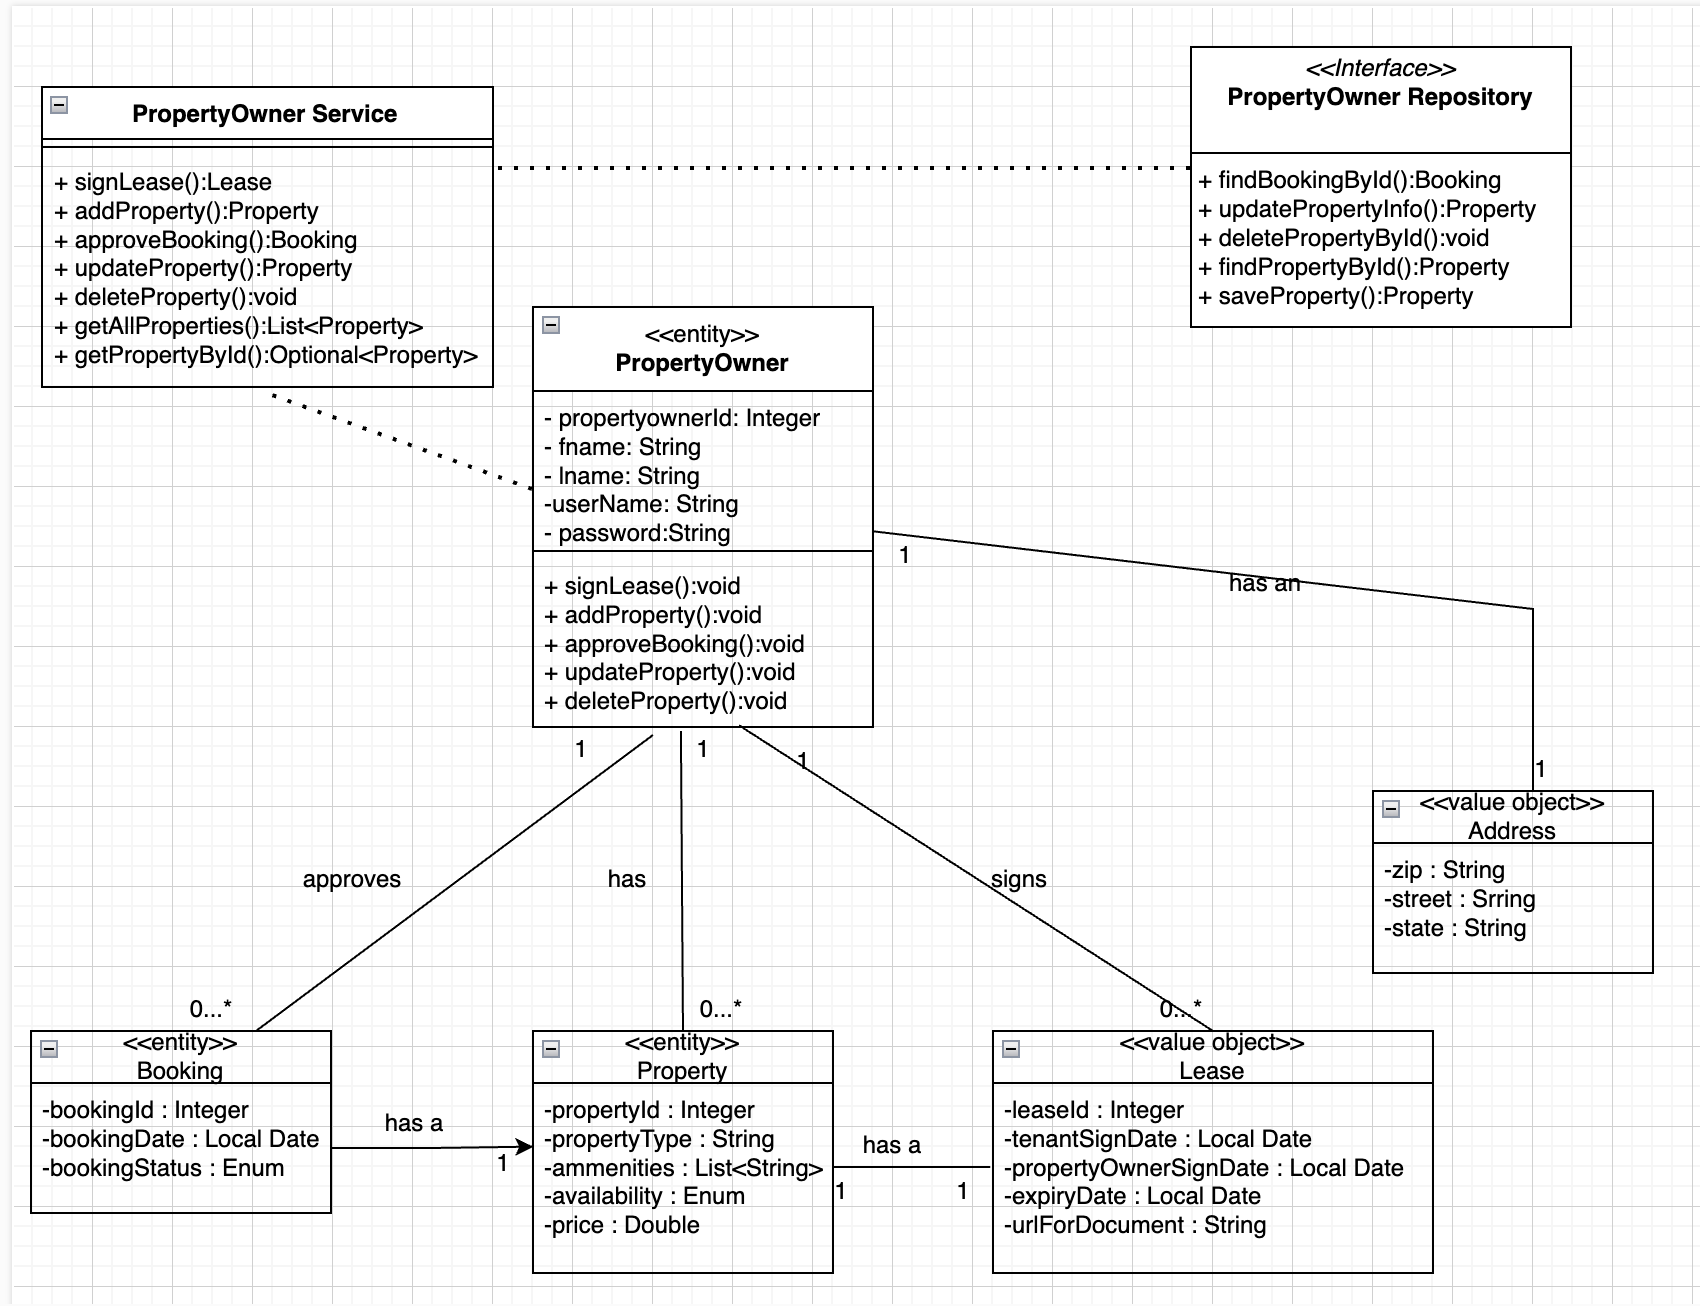 PropertyOwner Service
+ signLease():Lease
+ addProperty():Property
+ approveBooking():Booking
+ updateProperty():Property
+ deleteProperty():void
+ getAllProperties():List<Property>
+ getPropertyById():Optional<Property>
<<Interface>>
PropertyOwner Repository
+ findBookingById():Booking
+ updatePropertyInfo():Property
+ deletePropertyById():void
+ findPropertyById():Property
+ saveProperty():Property
<<entity>>
PropertyOwner
- propertyownerId: Integer
- fname: String
- lname: String
-userName: String
- password:String
+ signLease():void
+ addProperty():void
+ approveBooking():void
+ updateProperty():void
+ deleteProperty():void
1
has an
1
<<value object>>
Address
-zip : String
-street : Srring
-state : String
1
1
1
approves
has
signs
0...*
0...*
0...*
<<entity>>
Booking
-bookingId : Integer
-bookingDate : Local Date
-bookingStatus : Enum
has a
1
<<entity>>
Property
-propertyId : Integer
-propertyType : String
-ammenities : List<String>
-availability : Enum
-price : Double
has a
1
1
<<value object>>
Lease
-leaseId : Integer
-tenantSignDate : Local Date
-propertyOwnerSignDate : Local Date
-expiryDate : Local Date
-urlForDocument : String